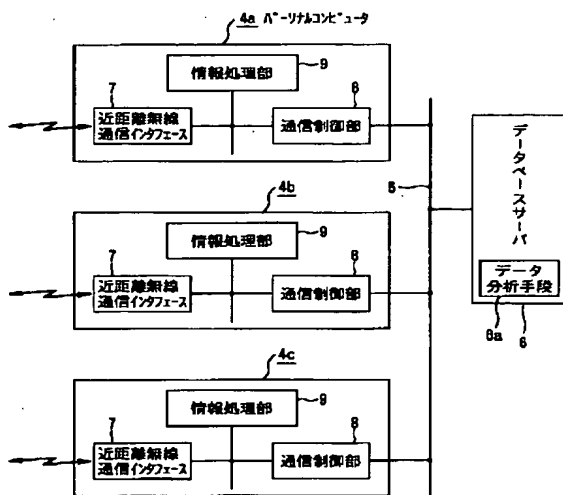 4a パーソナルコンピュータ
情報処理部
9
7
近距離無線
通信インタフェース
8
通信制御部
4b
情報処理部
9
7
近距離無線
通信インタフェース
8
通信制御部
4c
情報処理部
9
7
近距離無線
通信インタフェース
8
通信制御部
5
データベースサーバ
データ
分析手段
6a
6